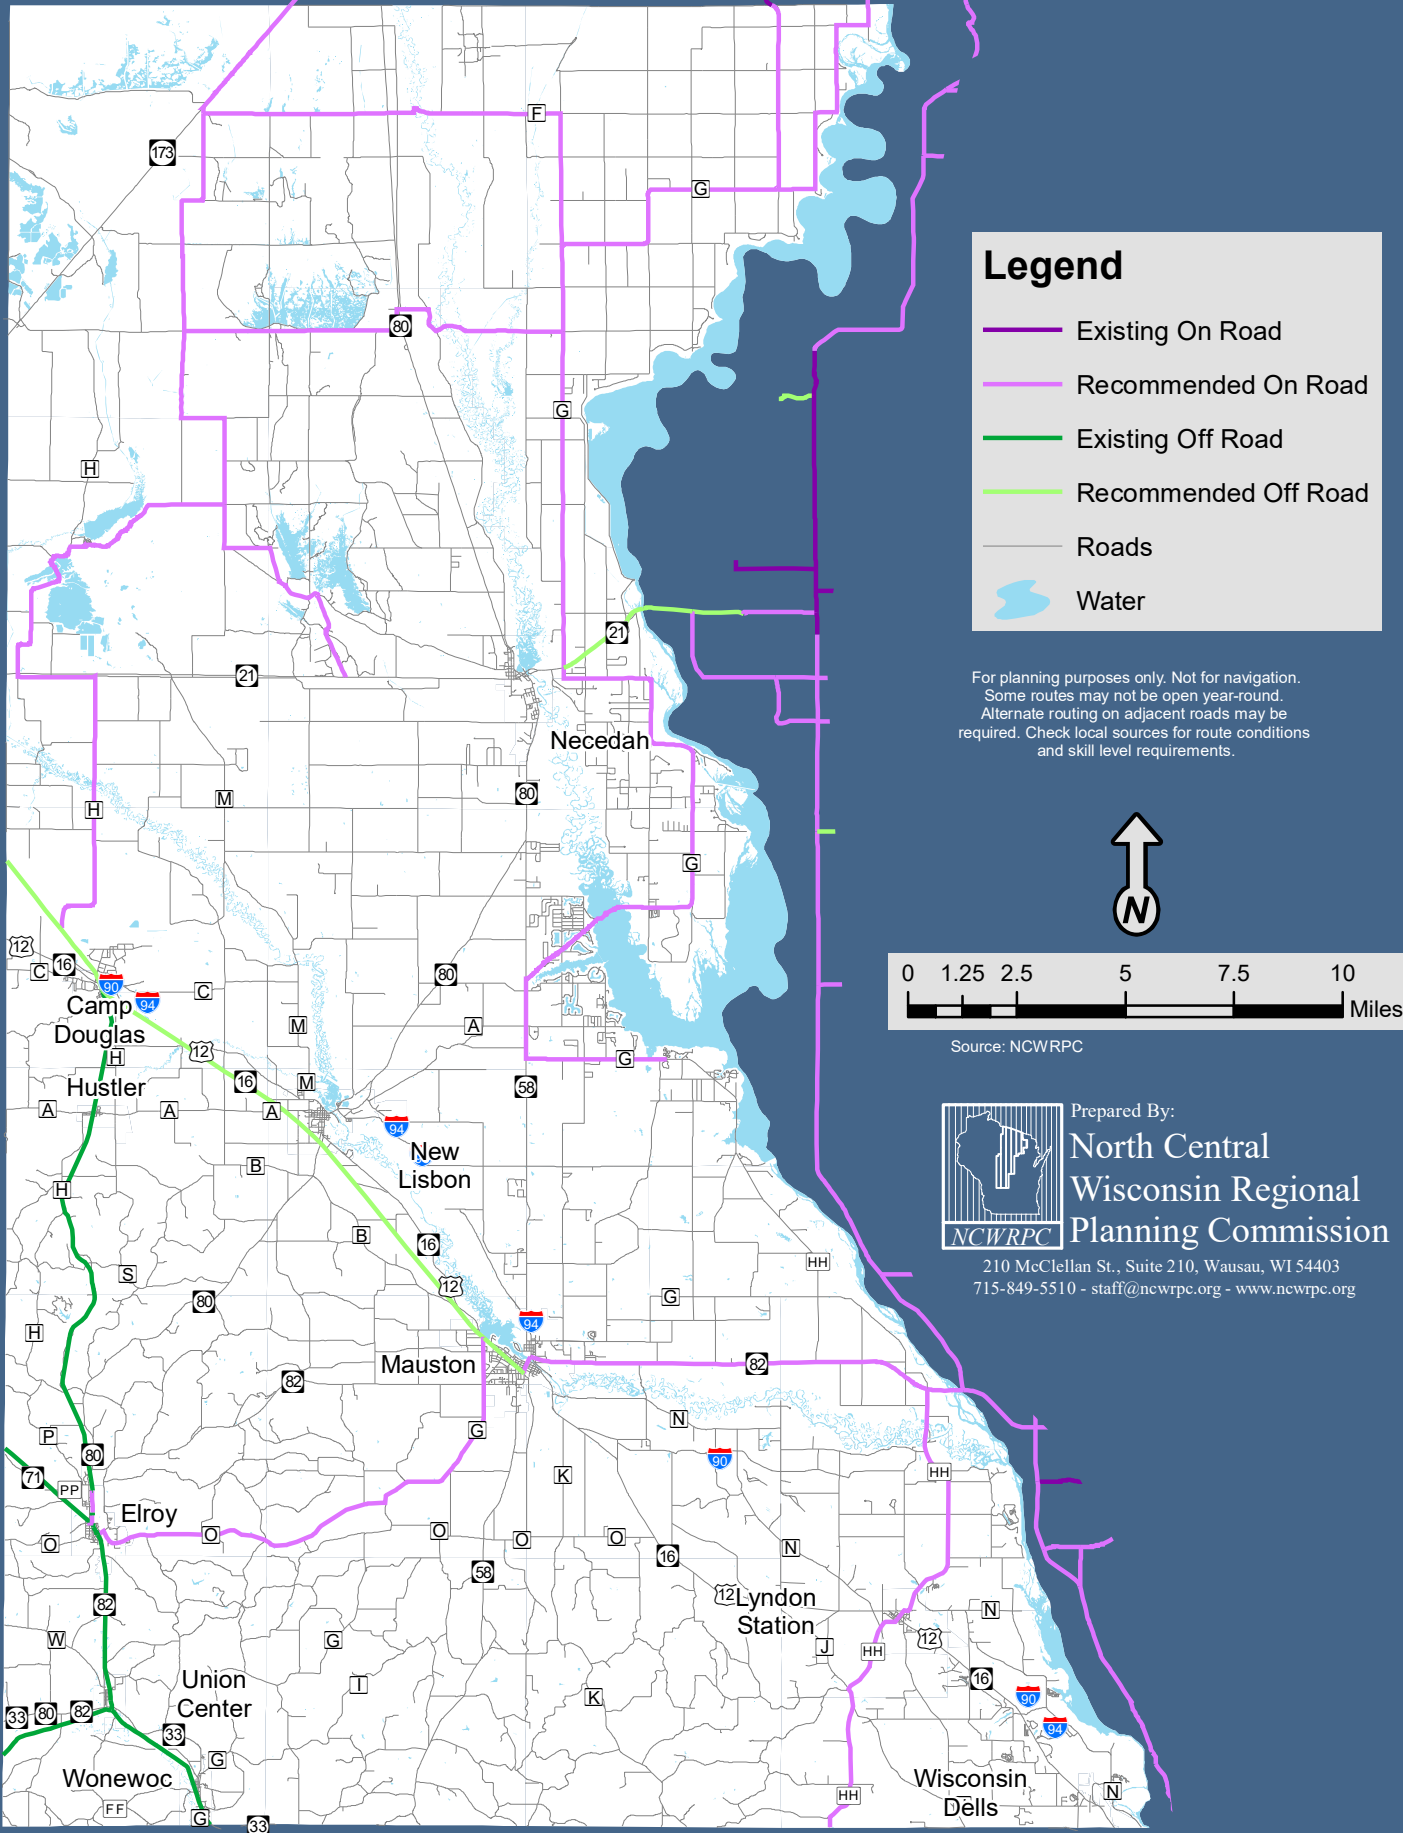 F
173
G
80
G
H
21
21
Necedah
80
M
H
G
12
16
C
90
94
C
80
Camp
Douglas
M
A
12
H
G
16
M
58
Hustler
A
A
A
94
New
Lisbon
B
H
B
16
HH
S
12
80
G
94
H
Mauston
82
82
N
G
P
80
90
HH
71
K
PP
Elroy
O
O
O
O
O
16
N
58
12
Lyndon
Station
82
N
W
G
12
J
HH
Union
Center
I
16
K
90
33
80
82
94
33
G
Wonewoc
Wisconsin
Dells
N
HH
FF
G
33
Legend
Existing On Road
Recommended On Road
Existing Off Road
Recommended Off Road
Roads
Water
For planning purposes only. Not for navigation.
Some routes may not be open year-round.
Alternate routing on adjacent roads may be
required. Check local sources for route conditions
and skill level requirements.
N
0 1.25 2.5 5 7.5 10
Miles
Source: NCWRPC
NCWRPC
Prepared By:
North Central
Wisconsin Regional
Planning Commission
210 McClellan St., Suite 210, Wausau, WI 54403
715-849-5510 - staff@ncwrpc.org - www.ncwrpc.org